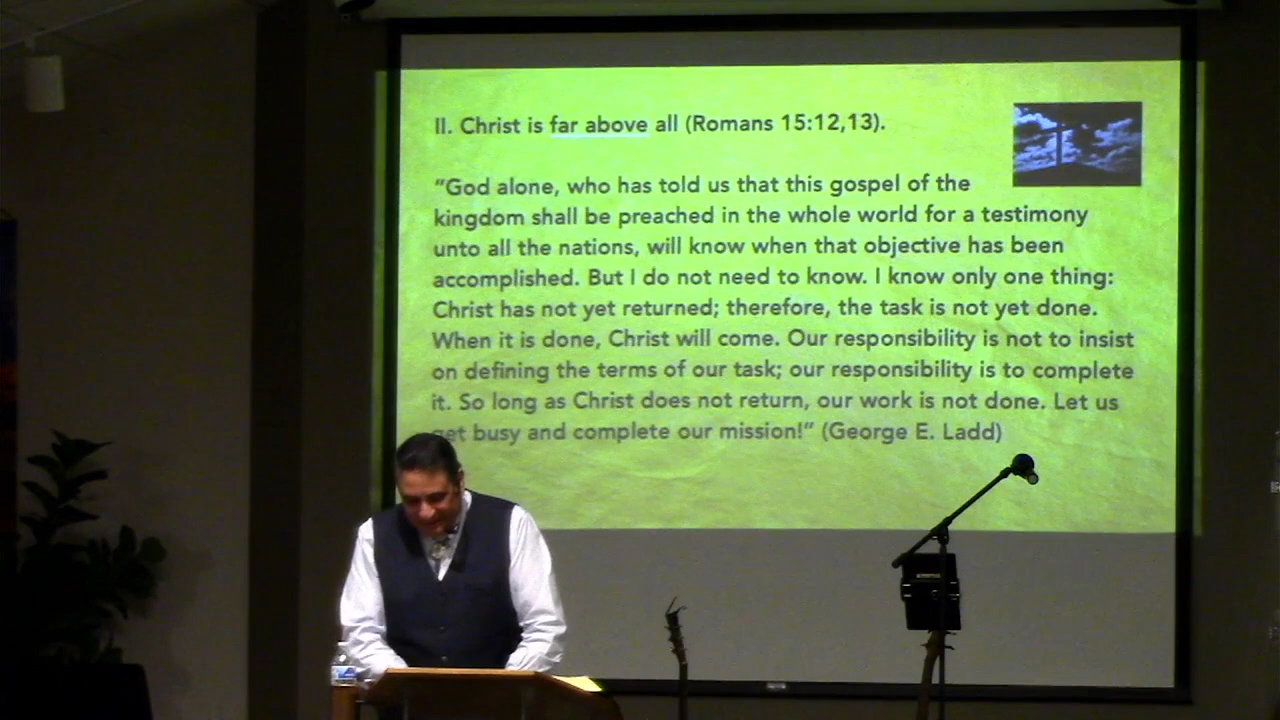 II. Christ is far above all (Romans 15:12,13).
“God alone, who has told us that this gospel of the
kingdom shall be preached in the whole world for a testimony
unto all the nations, will know when that objective has been
accomplished. But I do not need to know. I know only one thing:
Christ has not yet returned; therefore, the task is not yet done.
When it is done, Christ will come. Our responsibility is not to insist
on defining the terms of our task; our responsibility is to complete
it. So long as Christ does not return, our work is not done. Let us
get busy and complete our mission!” (George E. Ladd)